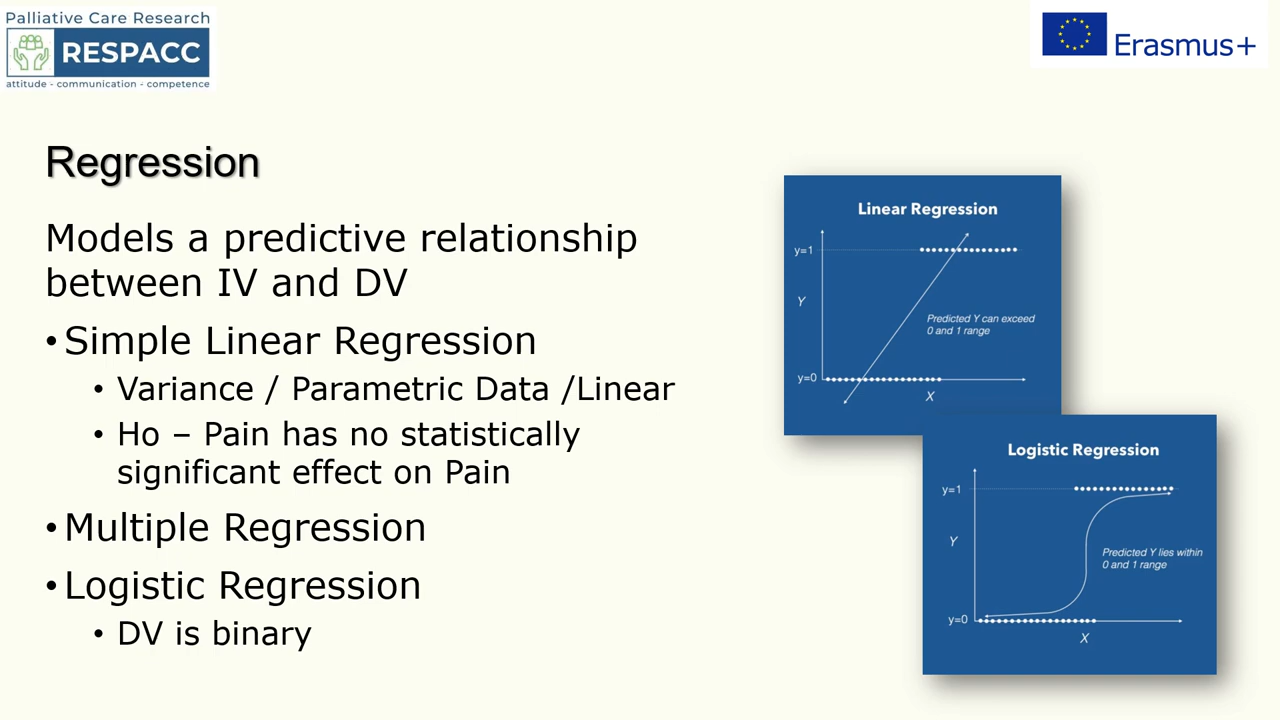 Palliative Care Research
RESPACC
attitude - communication - competence
Erasmus+
Regression
Models a predictive relationship
between IV and DV
• Simple Linear Regression
• Variance / Parametric Data /Linear
• Ho – Pain has no statistically
significant effect on Pain
• Multiple Regression
• Logistic Regression
• DV is binary
Linear Regression
y=1
Y
Predicted Y can exceed
0 and 1 range
y=0
X
Logistic Regression
y=1
Y
Predicted Y lies within
0 and 1 range
y=0
X